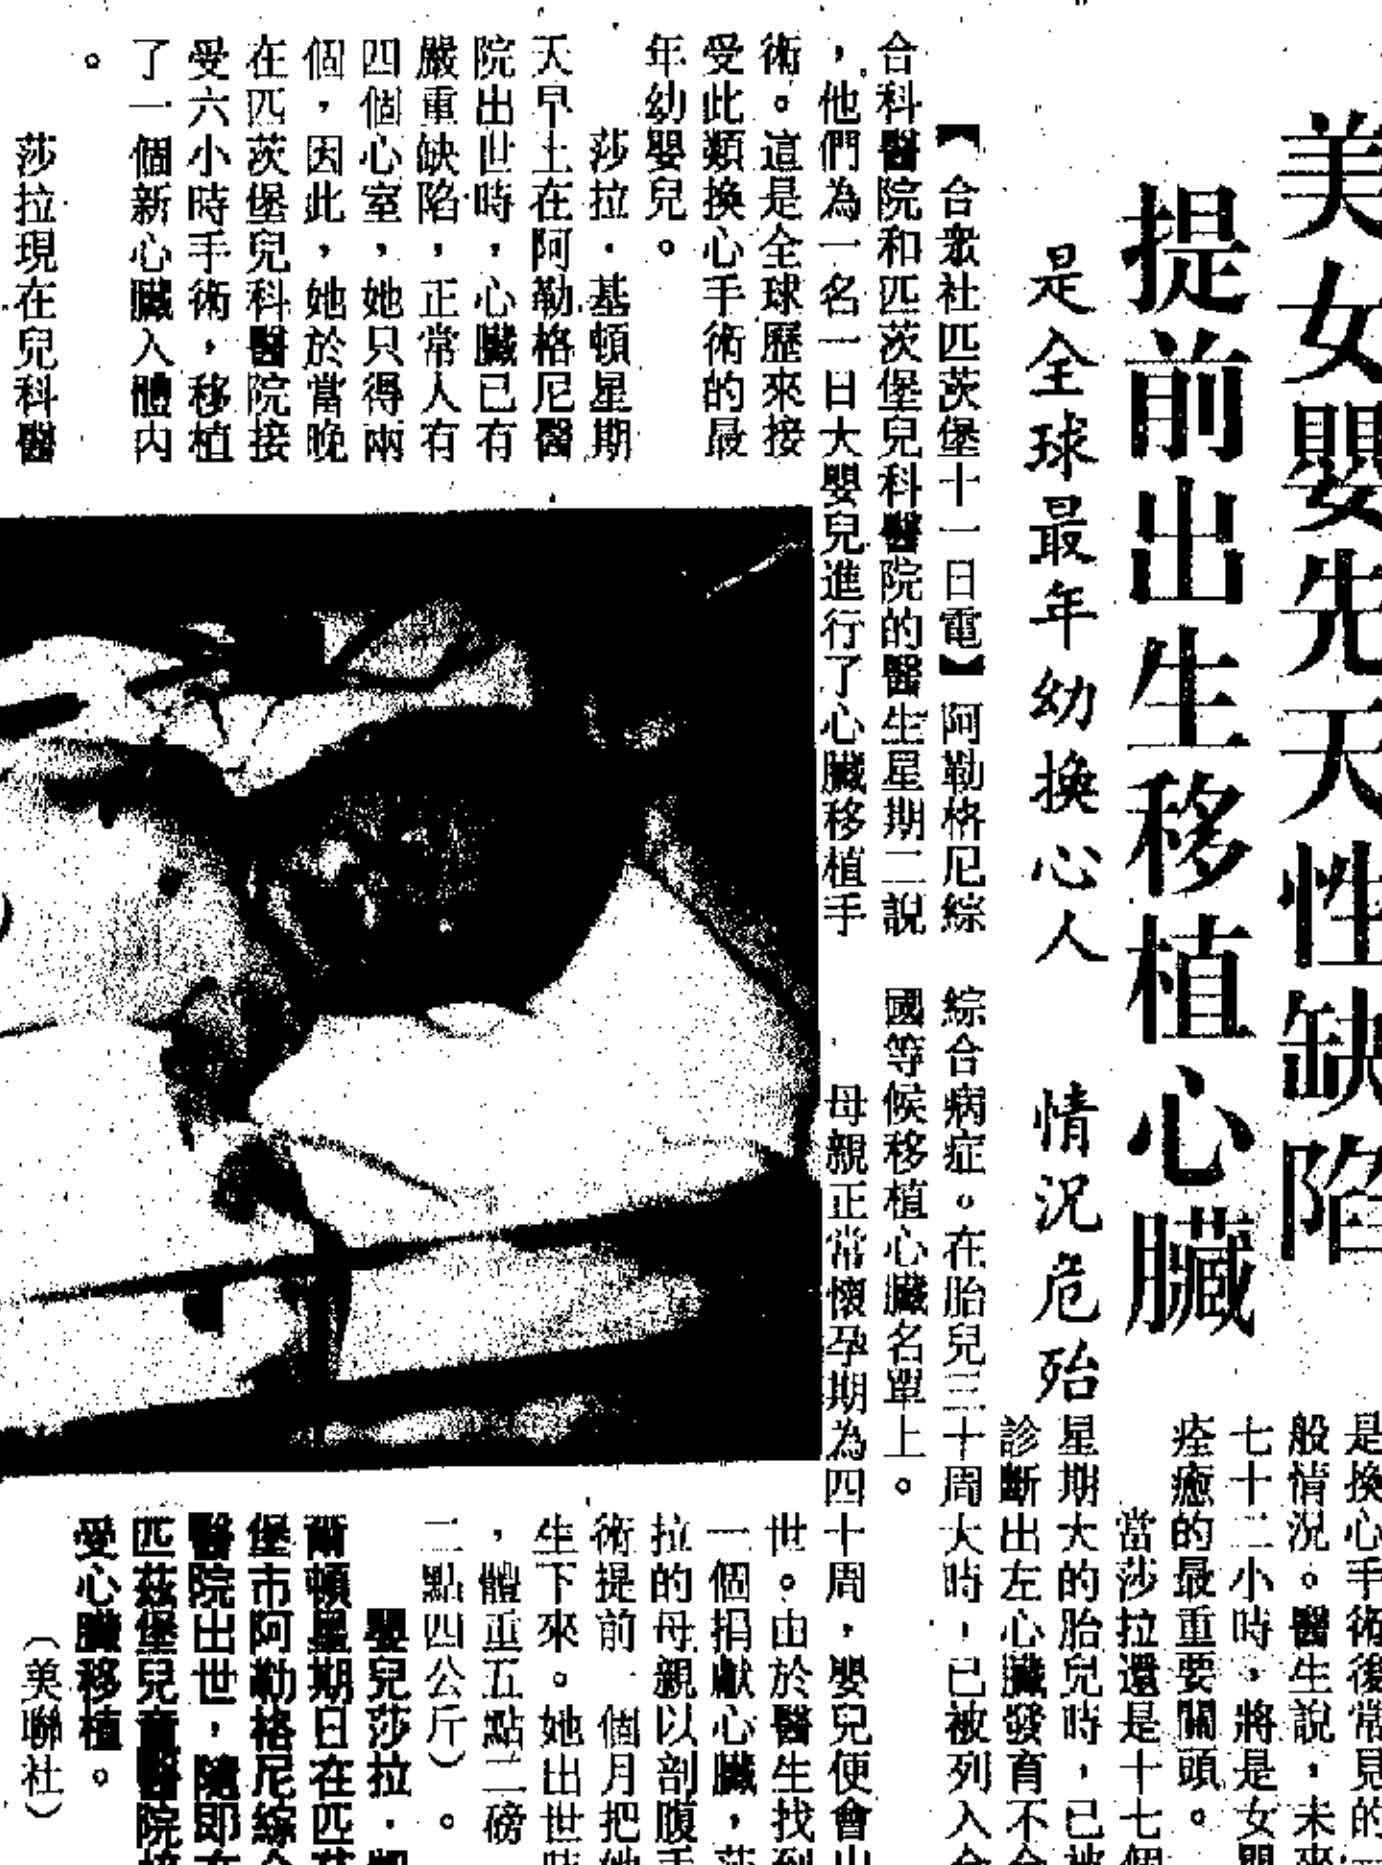 美女嬰先天性缺陷
提前出生移植心臟
是全球最年幼換心人　情況危殆
【合眾社匹茨堡十一日電】阿勒格尼綜
合科醫院和匹茨堡兒科醫院的醫生星期二說
，他們為一名一日大嬰兒進行了心臟移植手
術。這是全球歷來接
受此類換心手術的最
年幼嬰兒。
莎拉．基頓星期
天早上在阿勒格尼醫
院出世時，心臟已有
嚴重缺陷，正常人有
四個心室，她只得兩
個，因此，她於當晚
在匹茨堡兒科醫院接
受六小時手術，移植
了一個新心臟入體內
。
莎拉現在兒科醫
是換心手術後常見的一
般情況。醫生說，未來
七十二小時，將是女嬰
痊癒的最重要關頭。
當莎拉還是十七個
星期大的胎兒時，已被
診斷出左心臟發育不全
綜合病症。在胎兒三十周大時，已被列入全
國等候移植心臟名單上。
母親正常懷孕期為四十周，嬰兒便會出
世。由於醫生找到
一個捐獻心臟，莎
拉的母親以剖腹手
術提前一個月把她
生下來。她出世時
，體重五點二磅
二點四公斤）。
嬰兒莎拉．凱
爾頓星期日在匹茲
堡市阿勒格尼綜合
醫院出世，隨即在
匹茲堡兒童醫院接
受心臟移植。
（美聯社）